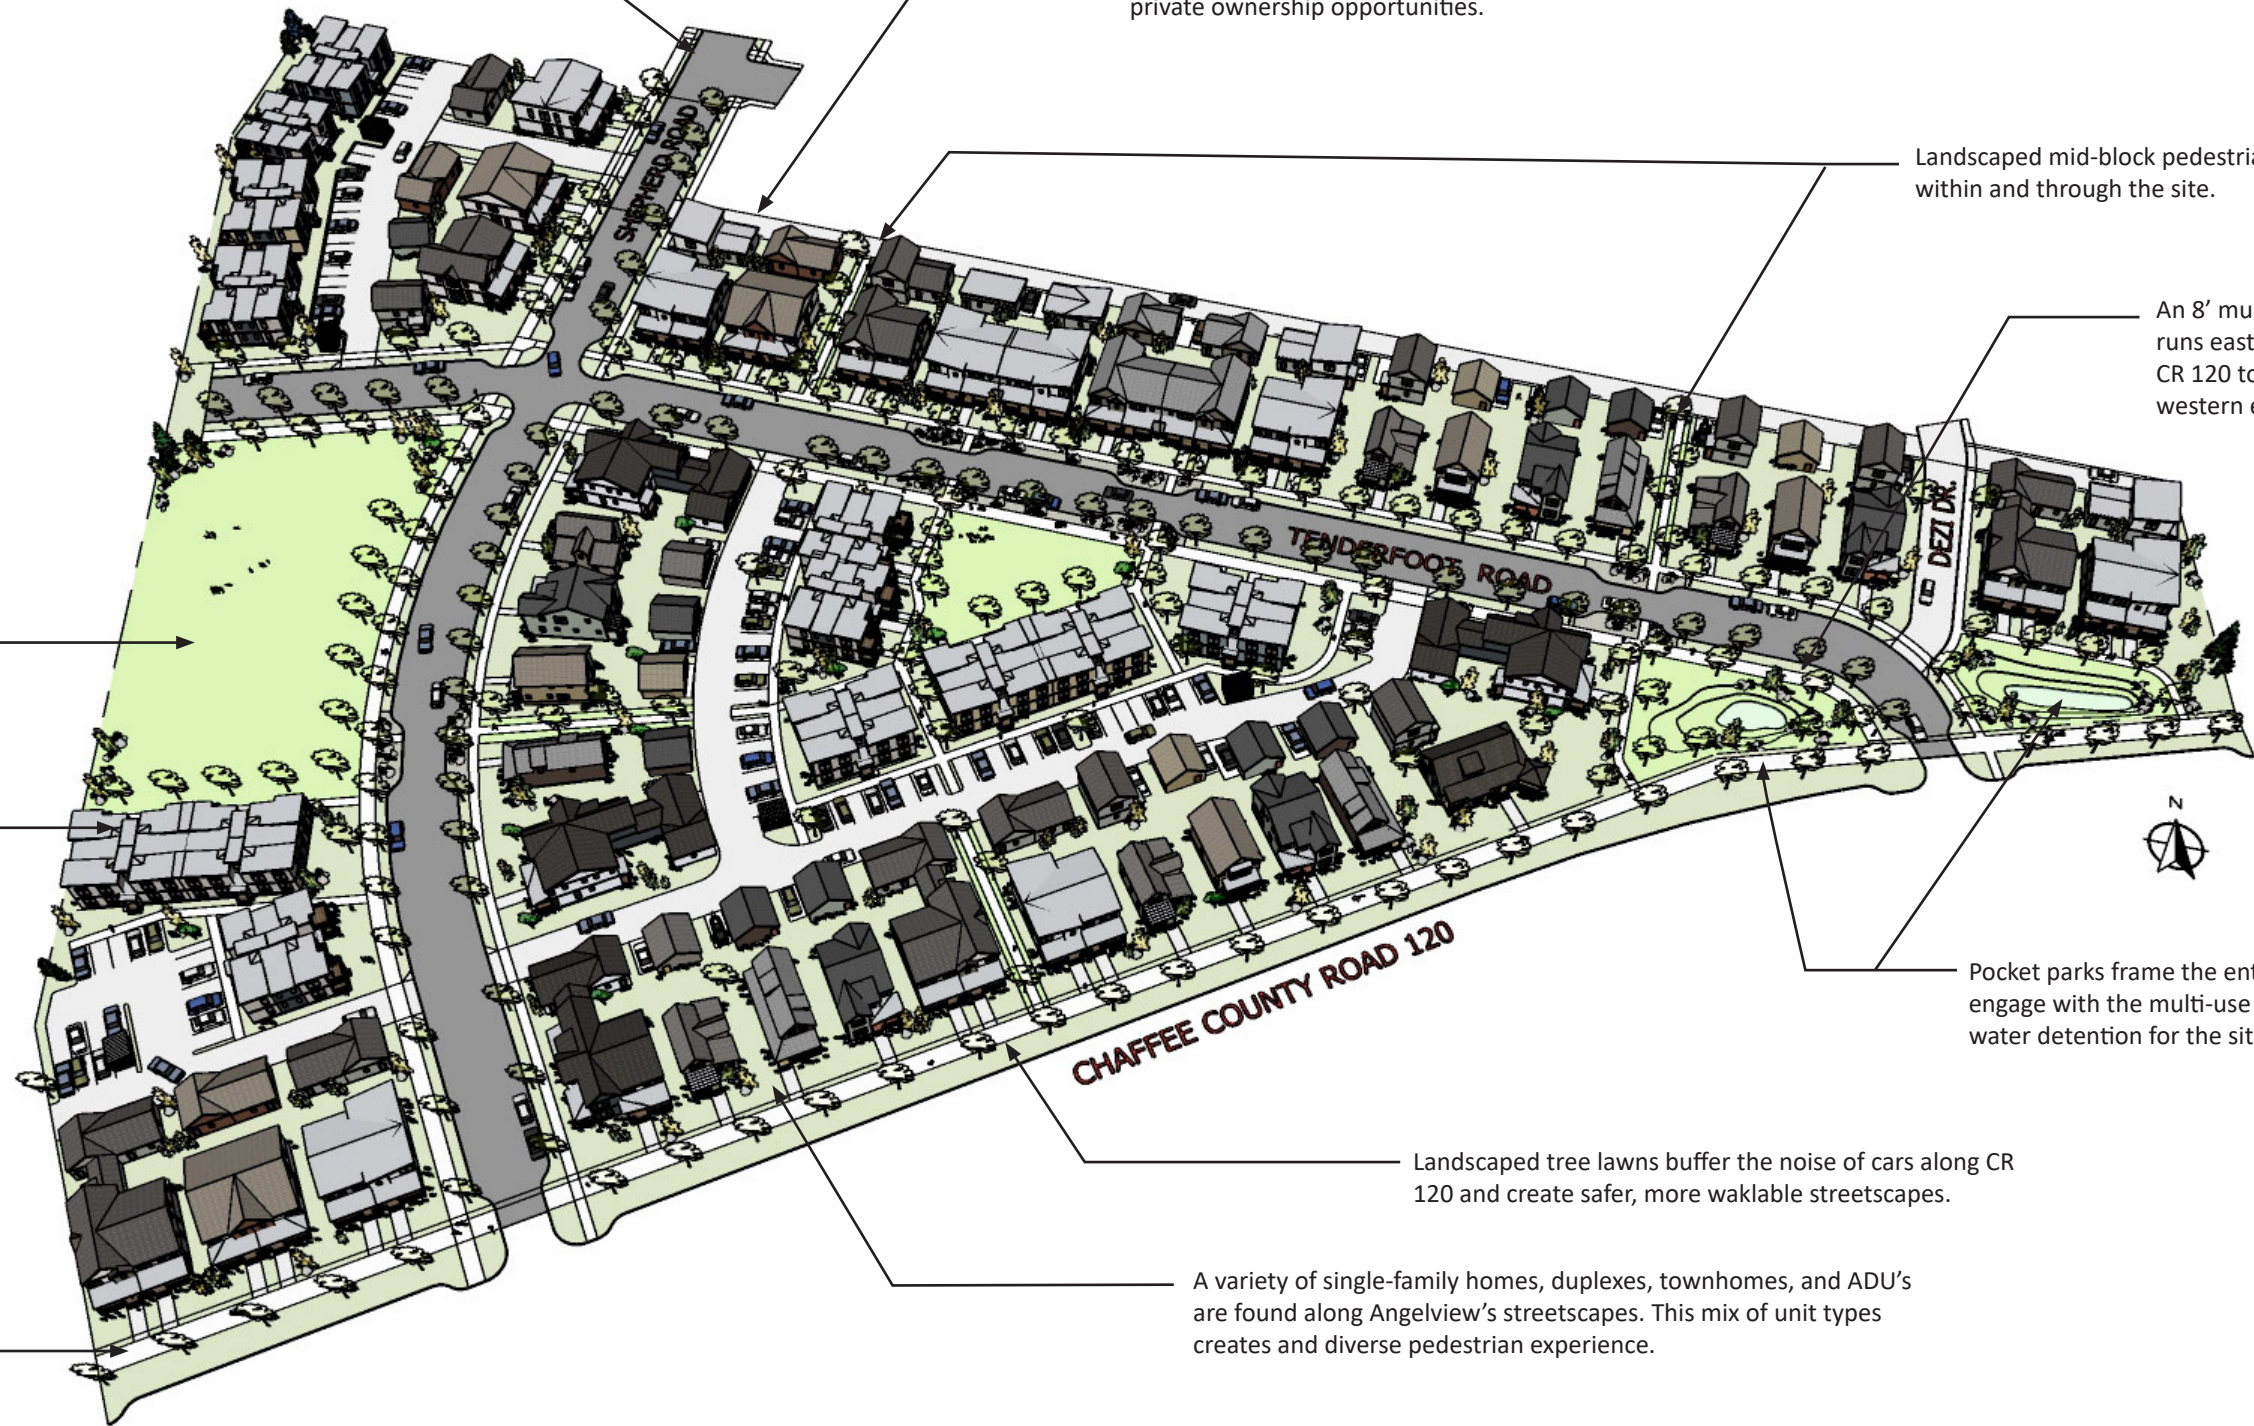 private ownership opportunities.
SHEPHERD ROAD
Landscaped mid-block pedestria
within and through the site.
An 8’ mu
runs east
CR 120 to
western e
TENDERFOOT ROAD
DEZI DR.
N
CHAFFEE COUNTY ROAD 120
Pocket parks frame the ent
engage with the multi-use
water detention for the sit
Landscaped tree lawns buffer the noise of cars along CR
120 and create safer, more waklable streetscapes.
A variety of single-family homes, duplexes, townhomes, and ADU’s
are found along Angelview’s streetscapes. This mix of unit types
creates and diverse pedestrian experience.